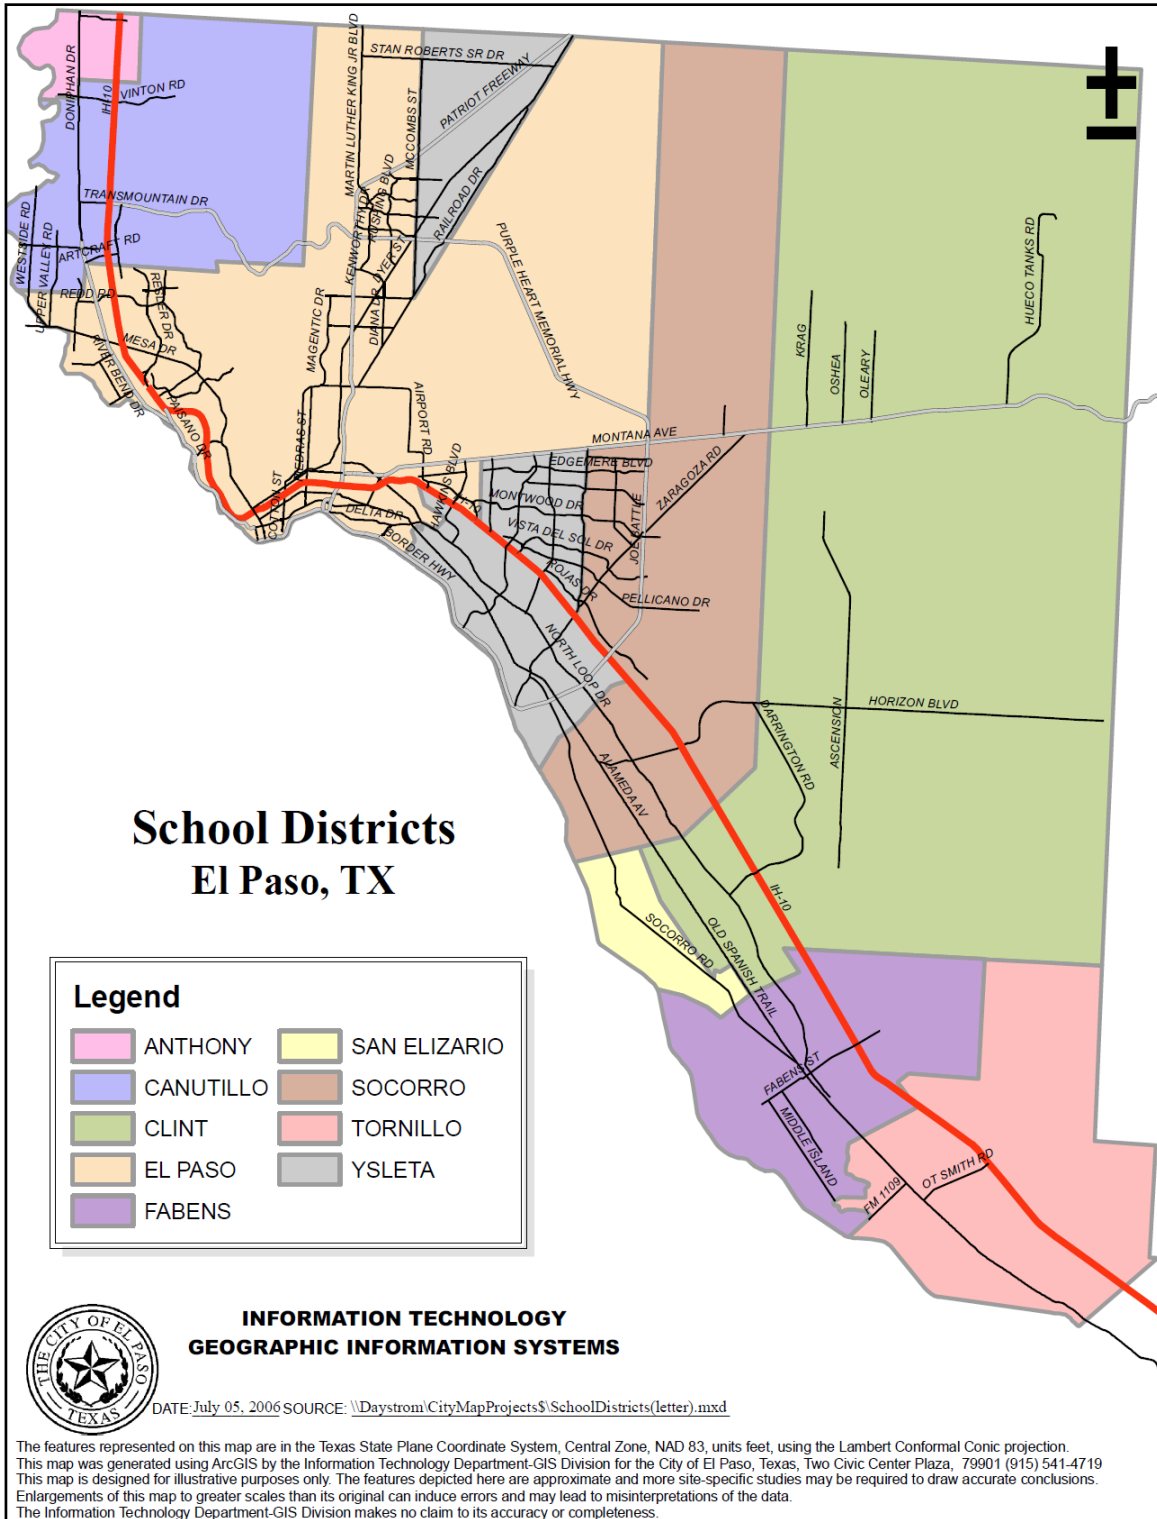 STAN ROBERTS SR DR
MARTIN LUTHER KING JR BLVD
DONIPHAN DR
IH-10
VINTON RD
PATRIOT FREEWAY
MCCOMBS ST
TRANSMOUNTAIN DR
WESTSIDE RD
UPPER VALLEY RD
ARTCRAFT RD
RUSHING BLVD
KENWORTHY DR
RAILROAD DR
DYER ST
PURPLE HEART MEMORIAL HWY
HUECO TANKS RD
REDD RD
RESLER DR
MESA DR
RIVER BEND DR
MAGENTIC DR
DIANA DR
KRAG
OSHEA
OLEARY
PAISANO DR
AIRPORT RD
PIEDRAS ST
COTTON ST
MONTANA AVE
EDGEMERE BLVD
ZARAGOZA RD
HAWKINS BLVD
IH-10
MONTWOOD DR
DELTA DR
VISTA DEL SOL DR
JOE BATTLE
BORDER HWY
ROJAS DR
PELLICANO DR
NORTH LOOP DR
DARRINGTON RD
HORIZON BLVD
ASCENSION
ALAMEDA AV
School Districts
El Paso, TX
IH-10
SOCORRO RD
OLD SPANISH TRAIL
FABENS ST
MIDDLE ISLAND
FM 1109
OT SMITH RD
Legend
ANTHONY
CANUTILLO
CLINT
EL PASO
FABENS
SAN ELIZARIO
SOCORRO
TORNILLO
YSLETA
THE CITY OF EL PASO
TEXAS
INFORMATION TECHNOLOGY
GEOGRAPHIC INFORMATION SYSTEMS
DATE: July 05, 2006 SOURCE: \\Daystrom\CityMapProjects$\SchoolDistricts(letter).mxd
The features represented on this map are in the Texas State Plane Coordinate System, Central Zone, NAD 83, units feet, using the Lambert Conformal Conic projection.
This map was generated using ArcGIS by the Information Technology Department-GIS Division for the City of El Paso, Texas, Two Civic Center Plaza, 79901 (915) 541-4719
This map is designed for illustrative purposes only. The features depicted here are approximate and more site-specific studies may be required to draw accurate conclusions.
Enlargements of this map to greater scales than its original can induce errors and may lead to misinterpretations of the data.
The Information Technology Department-GIS Division makes no claim to its accuracy or completeness.